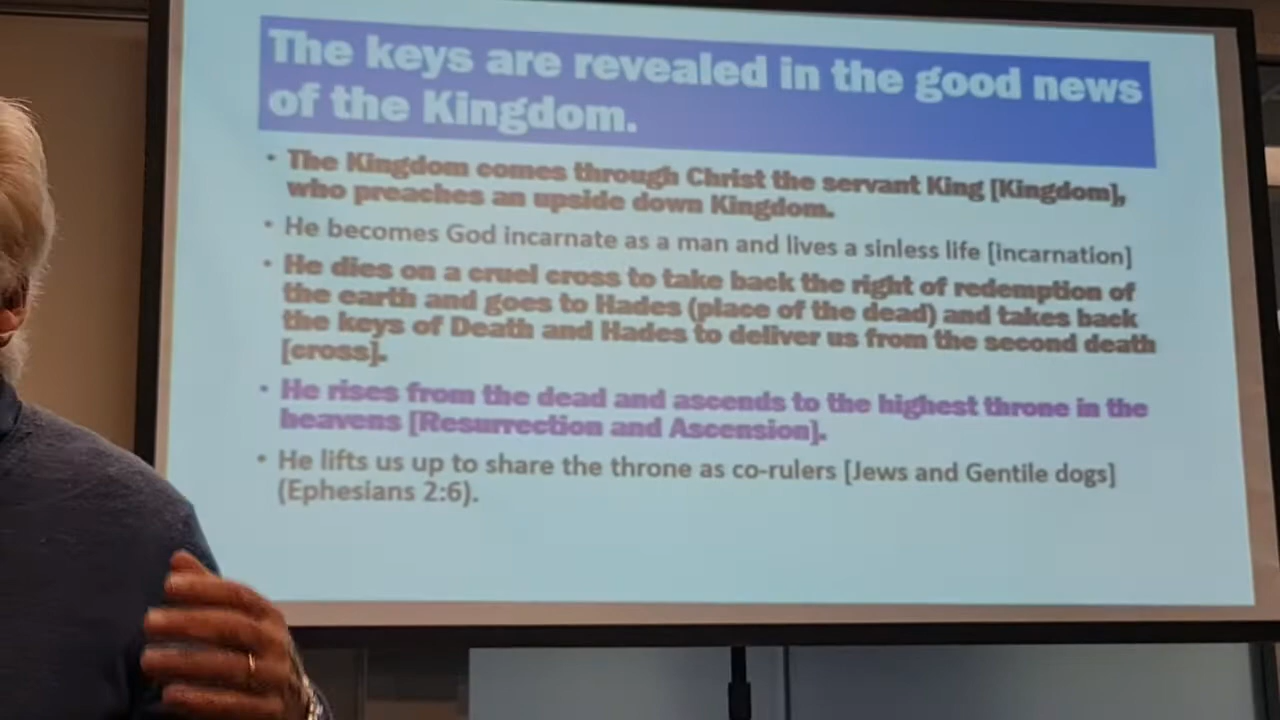 The keys are revealed in the good news
of the Kingdom.
• The Kingdom comes through Christ the servant King [Kingdom],
who preaches an upside down Kingdom.
• He becomes God incarnate as a man and lives a sinless life [incarnation]
• He dies on a cruel cross to take back the right of redemption of
the earth and goes to Hades (place of the dead) and takes back
the keys of Death and Hades to deliver us from the second death
[cross].
• He rises from the dead and ascends to the highest throne in the
heavens [Resurrection and Ascension].
• He lifts us up to share the throne as co-rulers [Jews and Gentile dogs]
(Ephesians 2:6).